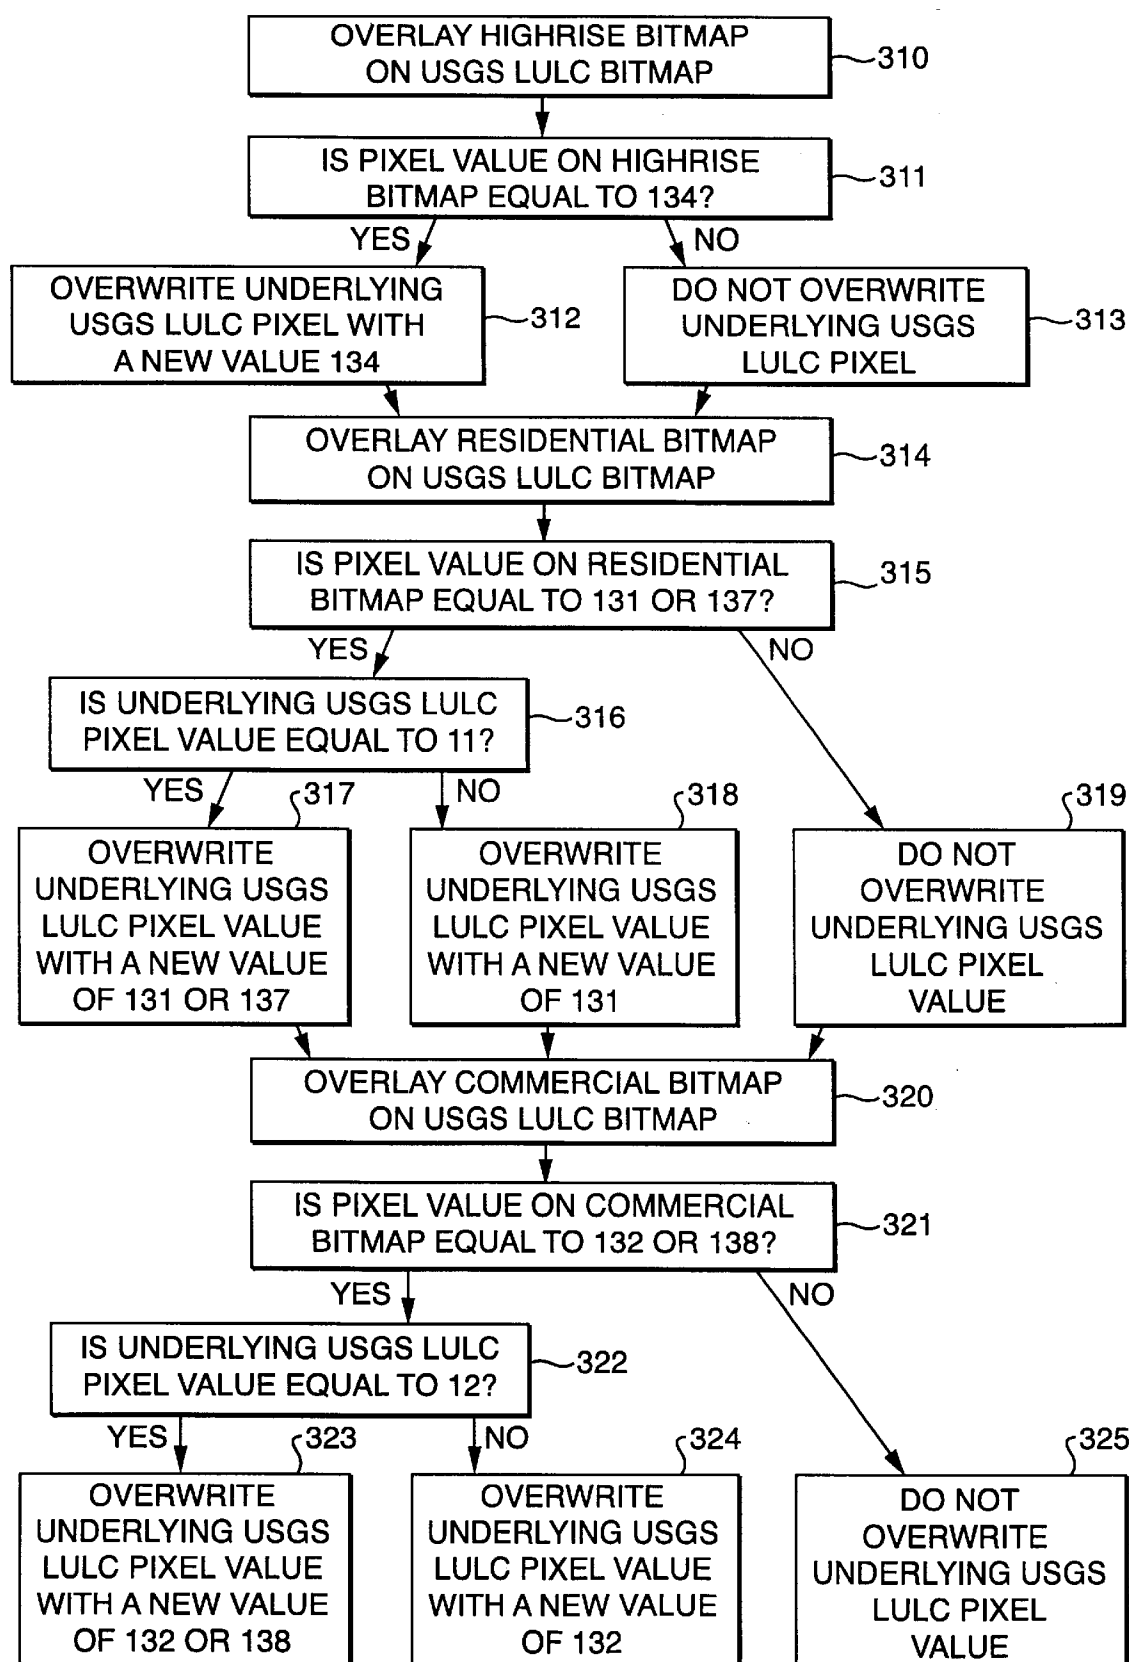 OVERLAY HIGHRISE BITMAP
ON USGS LULC BITMAP
310
IS PIXEL VALUE ON HIGHRISE
BITMAP EQUAL TO 134?
311
YES
NO
OVERWRITE UNDERLYING
USGS LULC PIXEL WITH
A NEW VALUE 134
312
DO NOT OVERWRITE
UNDERLYING USGS
LULC PIXEL
313
OVERLAY RESIDENTIAL BITMAP
ON USGS LULC BITMAP
314
IS PIXEL VALUE ON RESIDENTIAL
BITMAP EQUAL TO 131 OR 137?
315
YES
NO
IS UNDERLYING USGS LULC
PIXEL VALUE EQUAL TO 11?
316
YES
NO
317
OVERWRITE
UNDERLYING USGS
LULC PIXEL VALUE
WITH A NEW VALUE
OF 131 OR 137
318
OVERWRITE
UNDERLYING USGS
LULC PIXEL VALUE
WITH A NEW VALUE
OF 131
319
DO NOT
OVERWRITE
UNDERLYING USGS
LULC PIXEL
VALUE
OVERLAY COMMERCIAL BITMAP
ON USGS LULC BITMAP
320
IS PIXEL VALUE ON COMMERCIAL
BITMAP EQUAL TO 132 OR 138?
321
YES
NO
IS UNDERLYING USGS LULC
PIXEL VALUE EQUAL TO 12?
322
YES
NO
323
OVERWRITE
UNDERLYING USGS
LULC PIXEL VALUE
WITH A NEW VALUE
OF 132 OR 138
324
OVERWRITE
UNDERLYING USGS
LULC PIXEL VALUE
WITH A NEW VALUE
OF 132
325
DO NOT
OVERWRITE
UNDERLYING USGS
LULC PIXEL
VALUE